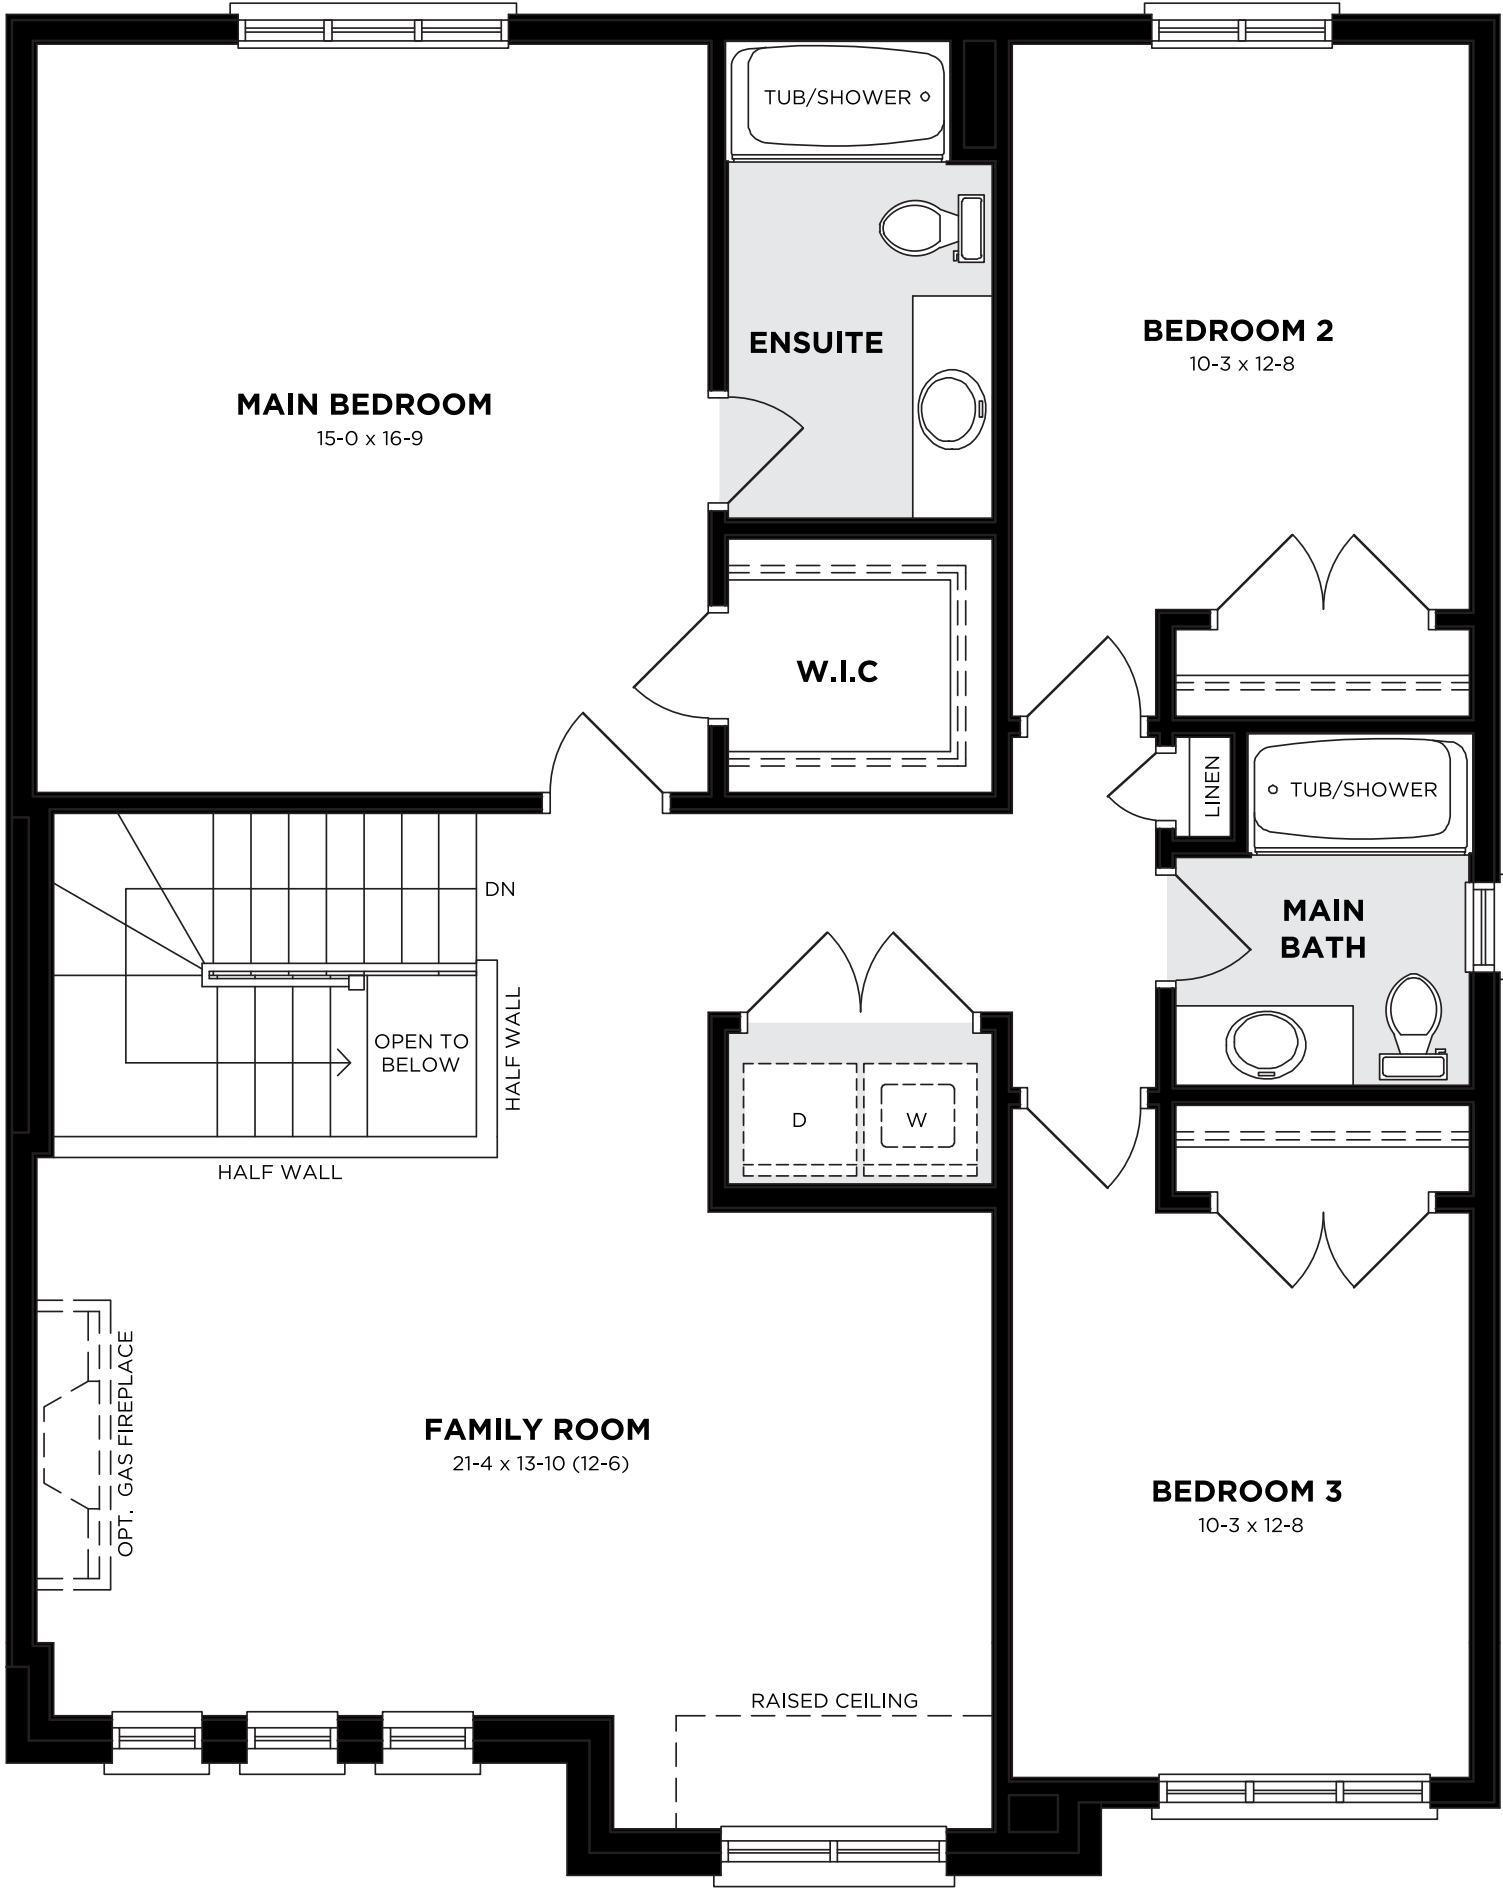 TUB/SHOWER
ENSUITE
BEDROOM 2
10-3 x 12-8
MAIN BEDROOM
15-0 x 16-9
W.I.C
LINEN
TUB/SHOWER
DN
MAIN
BATH
HALF WALL
OPEN TO
BELOW
D
W
HALF WALL
OPT. GAS FIREPLACE
FAMILY ROOM
21-4 x 13-10 (12-6)
BEDROOM 3
10-3 x 12-8
RAISED CEILING